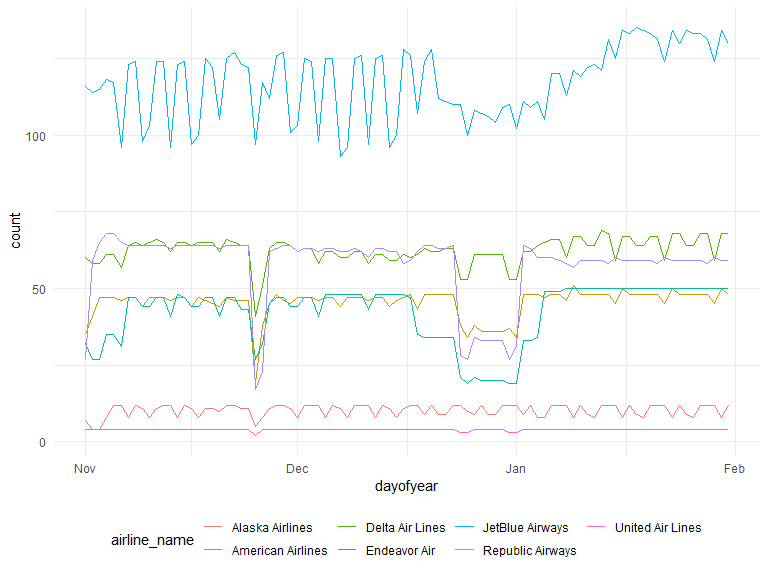 100
50
0
count
Nov Dec Jan Feb
dayofyear
airline_name
Alaska Airlines Delta Air Lines JetBlue Airways United Air Lines
American Airlines Endeavor Air Republic Airways